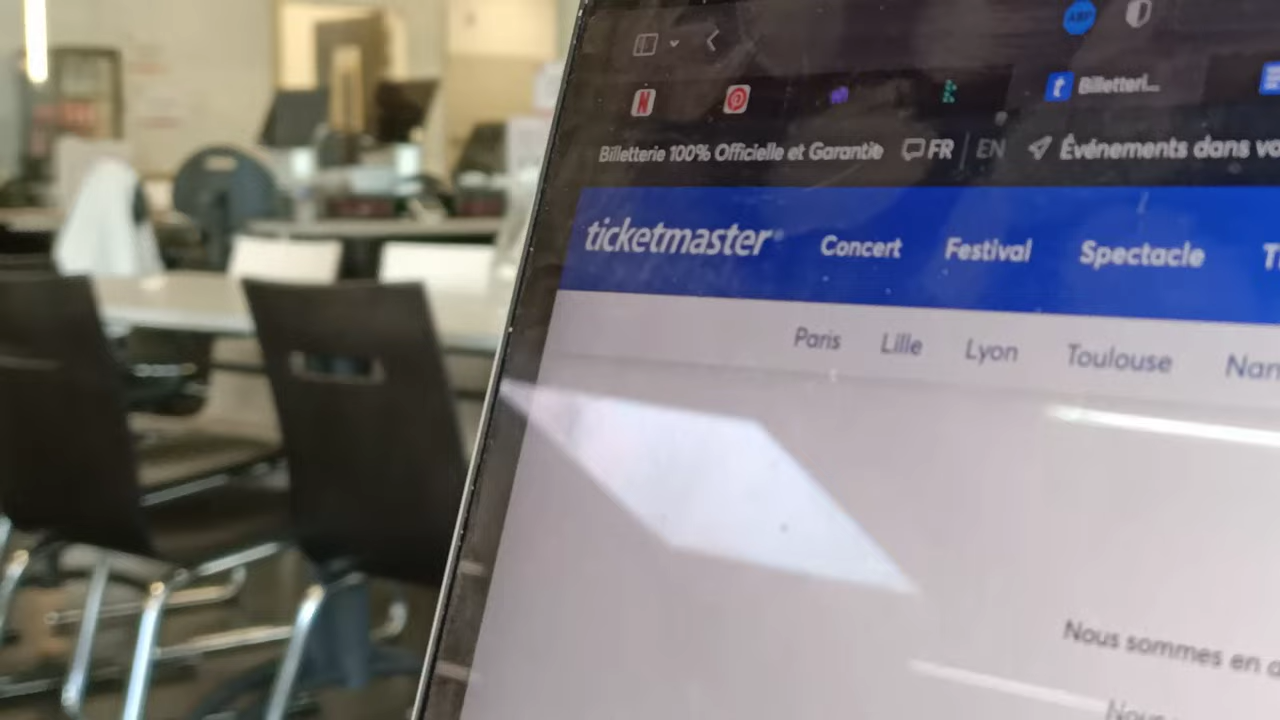 Billetteri...
Billetterie 100% Officielle et Garantie FR EN Événements dans vo
ticketmaster Concert Festival Spectacle T
Paris Lille Lyon Toulouse Nan
Nous sommes en
Nous